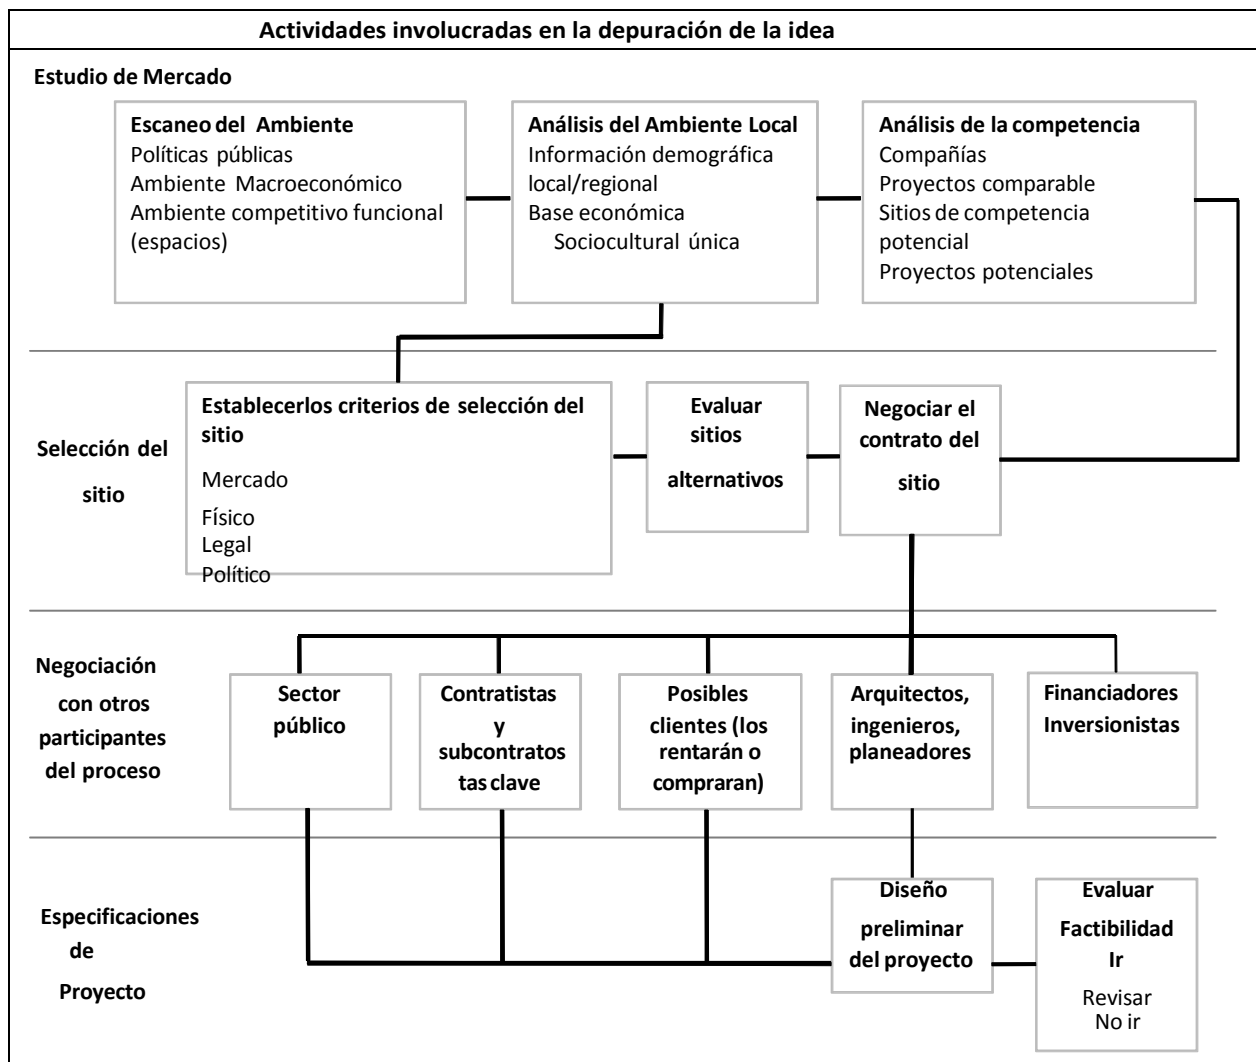 Actividades involucradas en la depuración de la idea
Estudio de Mercado
Escaneo del Ambiente
Políticas públicas
Ambiente Macroeconómico
Ambiente competitivo funcional
(espacios)
Análisis del Ambiente Local
Información demográfica
local/regional
Base económica
Sociocultural única
Análisis de la competencia
Compañías
Proyectos comparable
Sitios de competencia
potencial
Proyectos potenciales
Selección del
sitio
Establecerlos criterios de selección del
sitio
Mercado
Físico
Legal
Político
Evaluar
sitios
alternativos
Negociar el
contrato del
sitio
Negociación
con otros
participantes
del proceso
Sector
público
Contratistas
y
subcontratos
tas clave
Posibles
clientes (los
rentarán o
compraran)
Arquitectos,
ingenieros,
planeadores
Financiadores
Inversionistas
Especificaciones
de
Proyecto
Diseño
preliminar
del proyecto
Evaluar
Factibilidad
Ir
Revisar
No ir